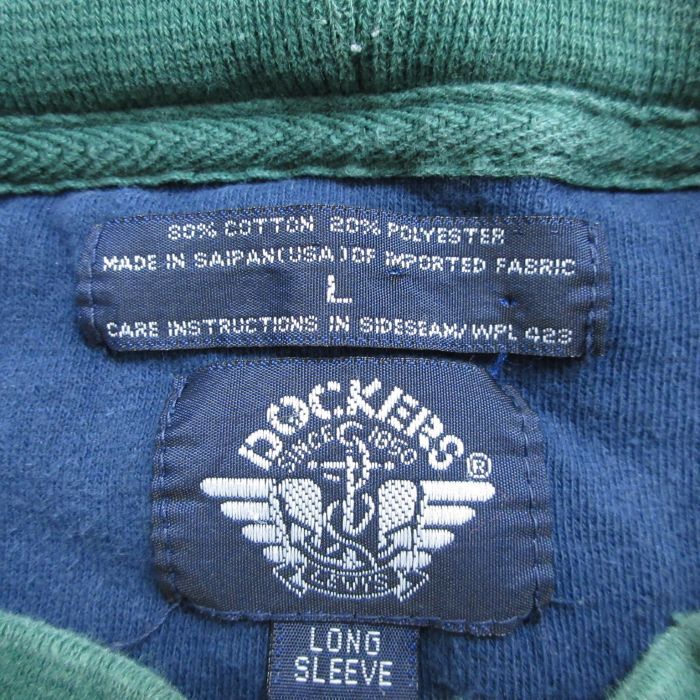 80% COTTON 20% POLYESTER
MADE IN SAIPAN(USA)OF IMPORTED FABRIC
L
CARE INSTRUCTIONS IN SIDESEAM/WPL 423
DOCKERS®
SINCE 1850
LEVI'S
LONG
SLEEVE